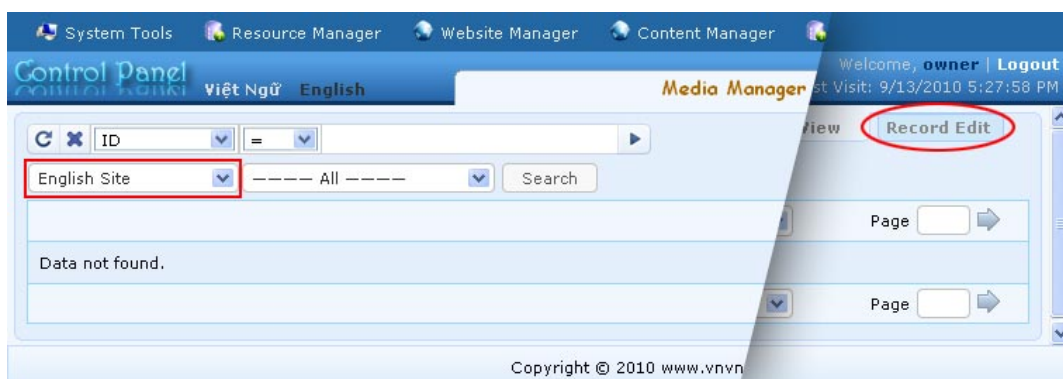 System Tools Resource Manager Website Manager Content Manager
Control Panel Việt Ngữ English Media Manager Welcome, owner | Logout
st Visit: 9/13/2010 5:27:58 PM
ID = iew Record Edit
English Site ———— All ———— Search
Page
Data not found.
Page
Copyright © 2010 www.vnvn